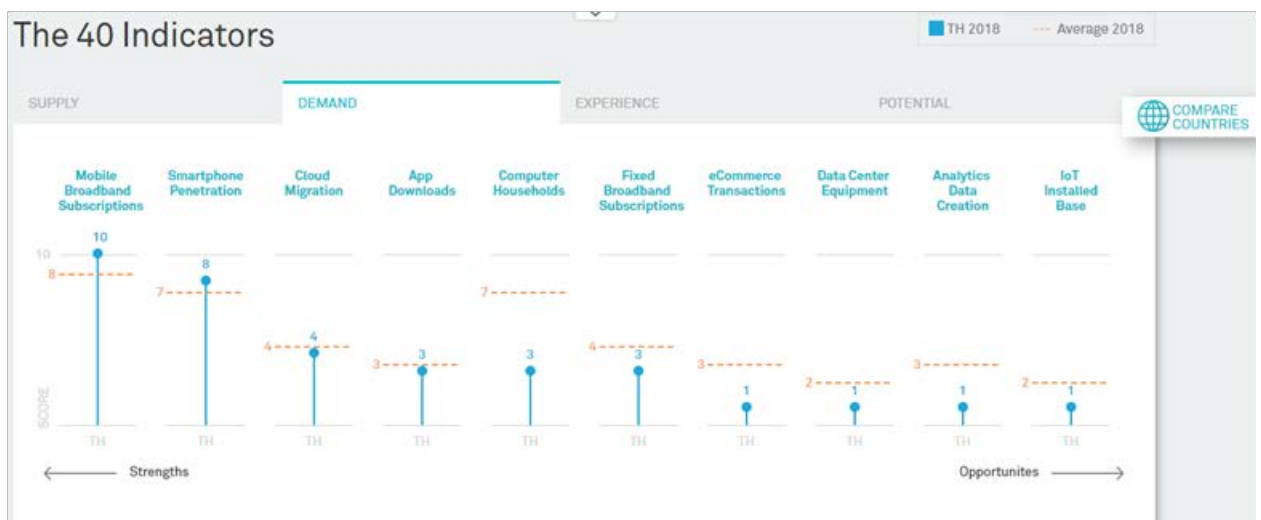 The 40 Indicators
TH 2018 --- Average 2018
SUPPLY DEMAND EXPERIENCE POTENTIAL
COMPARE
COUNTRIES
Mobile
Broadband
Subscriptions
Smartphone
Penetration
Cloud
Migration
App
Downloads
Computer
Households
Fixed
Broadband
Subscriptions
eCommerce
Transactions
Data Center
Equipment
Analytics
Data
Creation
IoT
Installed
Base
10
10
8
8
7
4
4
3
3
7
3
4
3
3
1
2
1
3
1
2
1
SCORE
TH TH TH TH TH TH TH TH TH TH
Strengths
Opportunites